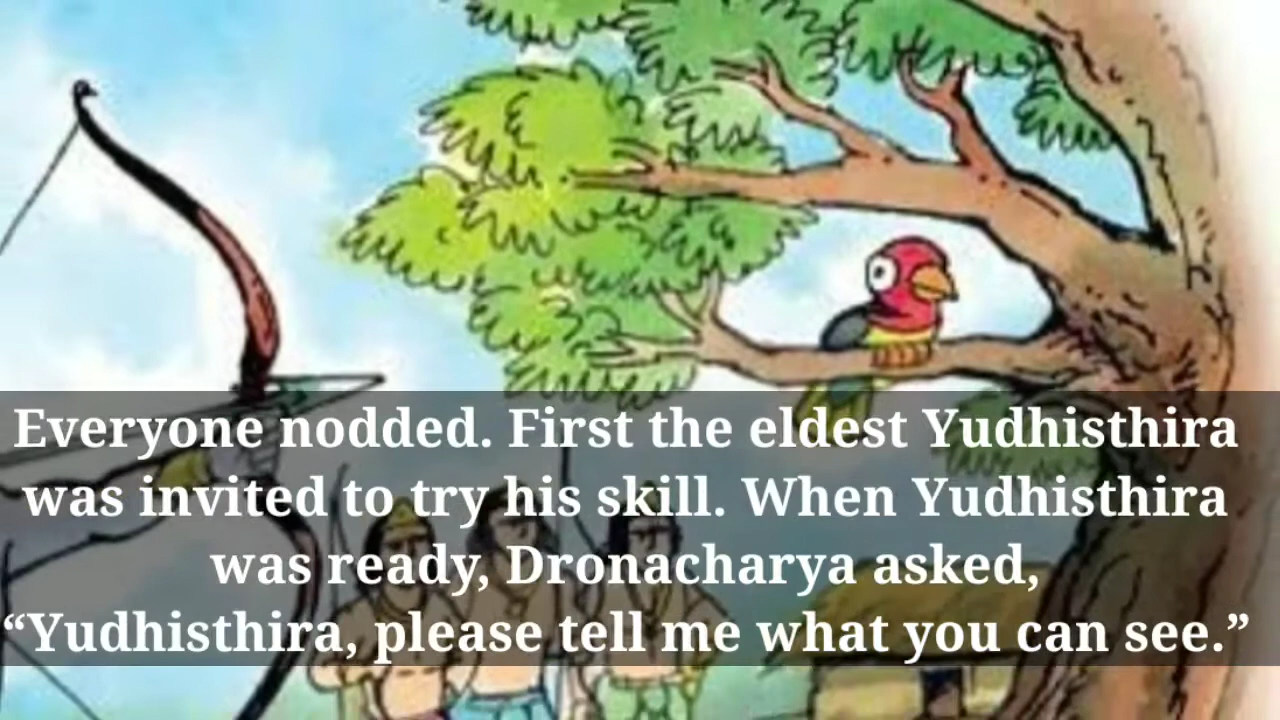 Everyone nodded. First the eldest Yudhisthira
was invited to try his skill. When Yudhisthira
was ready, Dronacharya asked,
“Yudhisthira, please tell me what you can see.”